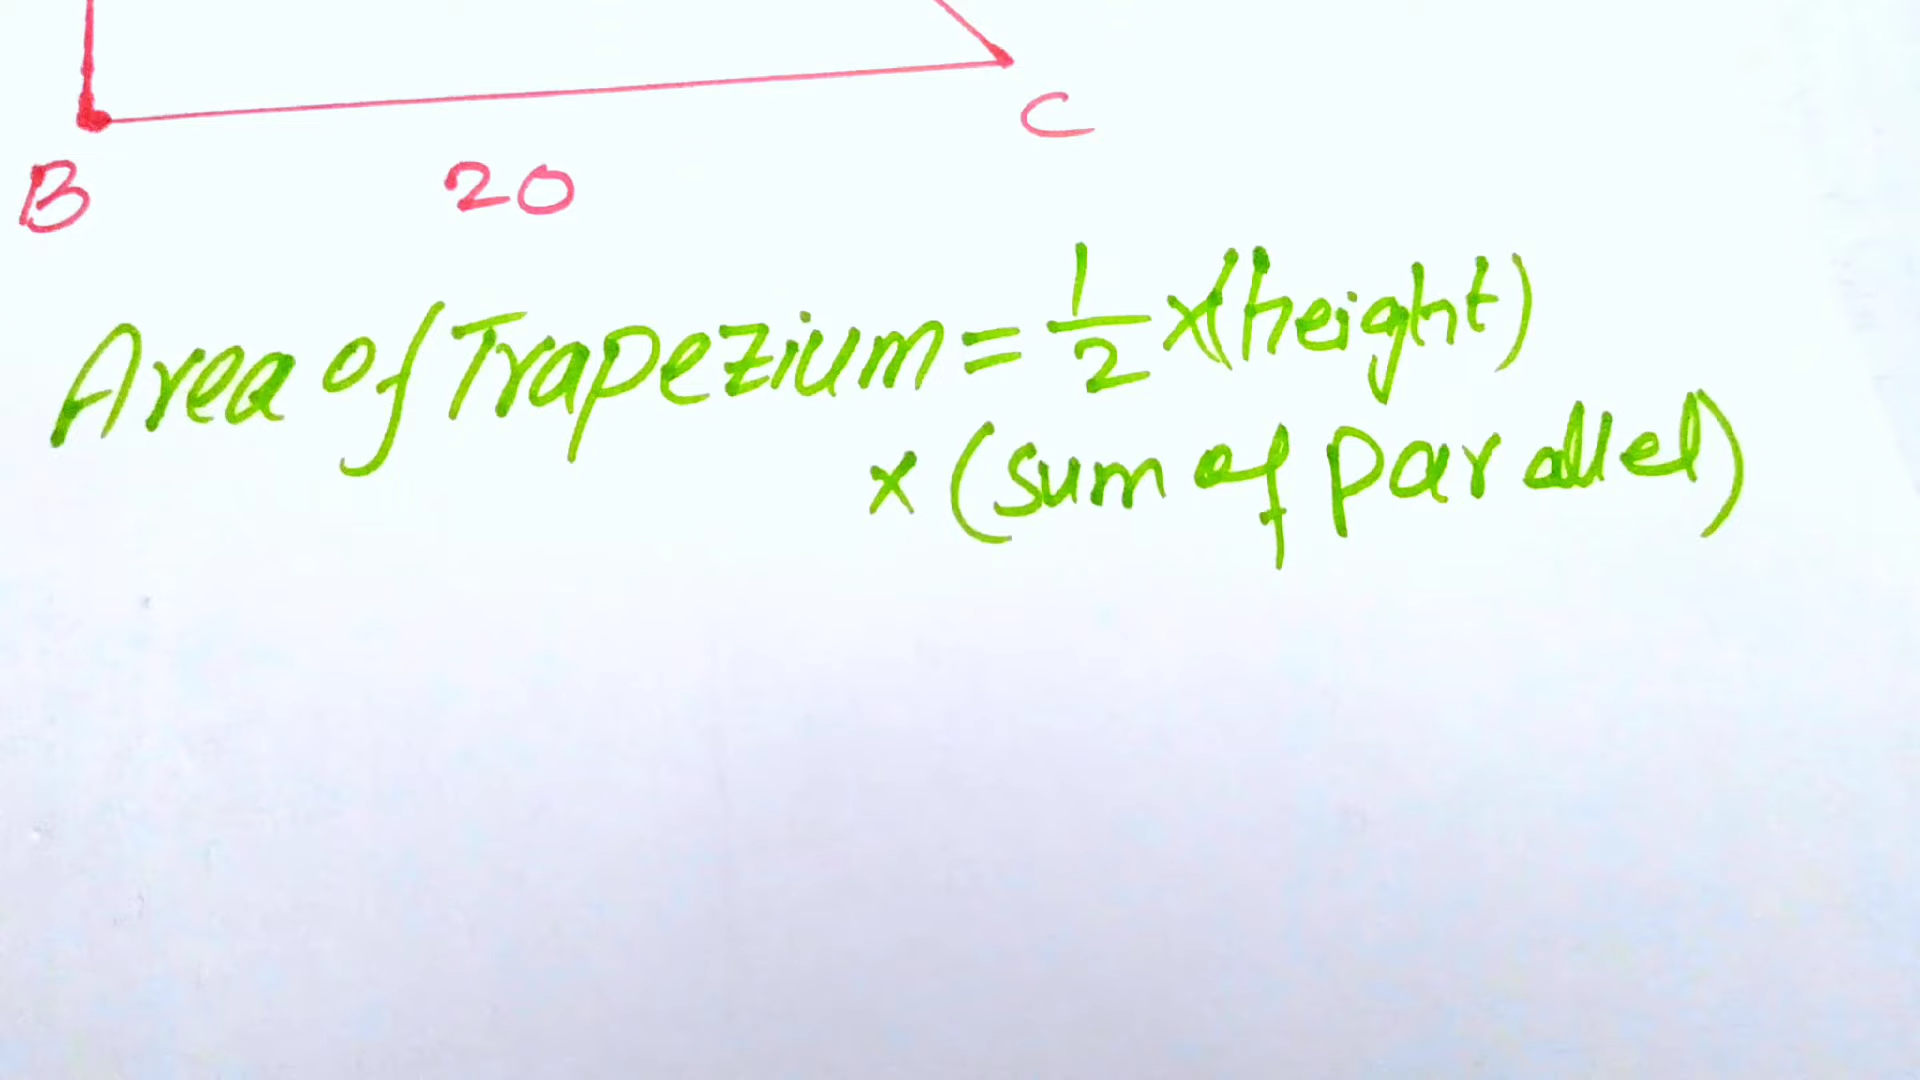 C
B
20
Area of Trapezium = 1/2 x (height)
x (sum of parallel)